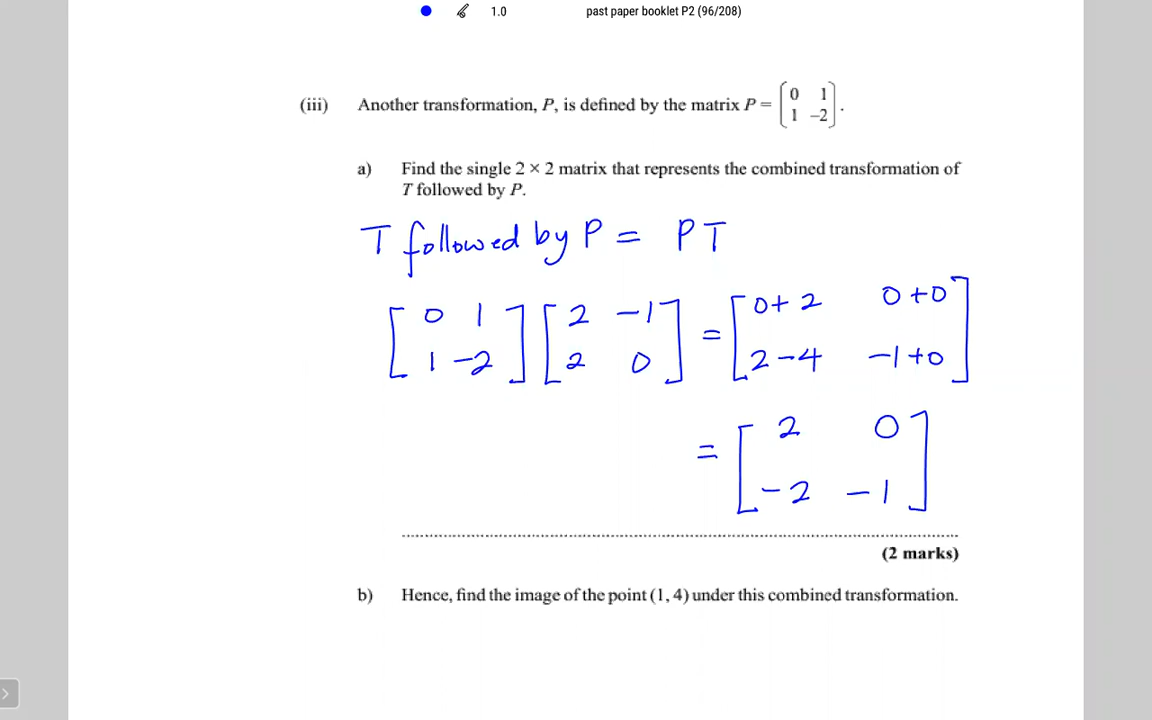 1.0 past paper booklet P2 (96/208)
(iii) Another transformation, P, is defined by the matrix P = [0 1
1 -2].
a) Find the single 2 × 2 matrix that represents the combined transformation of
T followed by P.
T followed by P = PT
[0 1 [2 -1 = [0+2 0+0
1 -2] 2 0] 2-4 -1+0]
= [2 0
-2 -1]
(2 marks)
b) Hence, find the image of the point (1, 4) under this combined transformation.